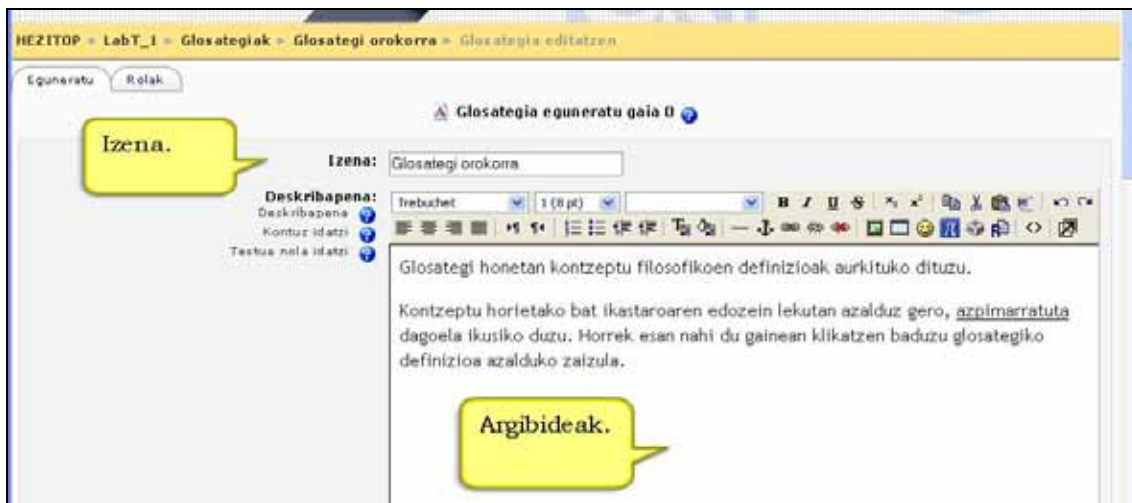 HEZITOP » LabT_1 » Glosategiak » Glosategi orokorra » Glosategia editatzen
Eguneratu Rolak
Glosategia eguneratu gaia 0
Izena.
Izena: Glosategi orokorra
Deskribapena:
Deskribapena
Kontuz idatzi
Testua nola idatzi
Trebuchet 1 (8 pt)
Glosategi honetan kontzeptu filosofikoen definizioak aurkituko dituzu.
Kontzeptu horietako bat ikastaroaren edozein lekutan azalduz gero, azpimarratuta
dagoela ikusiko duzu. Horrek esan nahi du gainean klikatzen baduzu glosategiko
definizioa azalduko zaizula.
Argibideak.